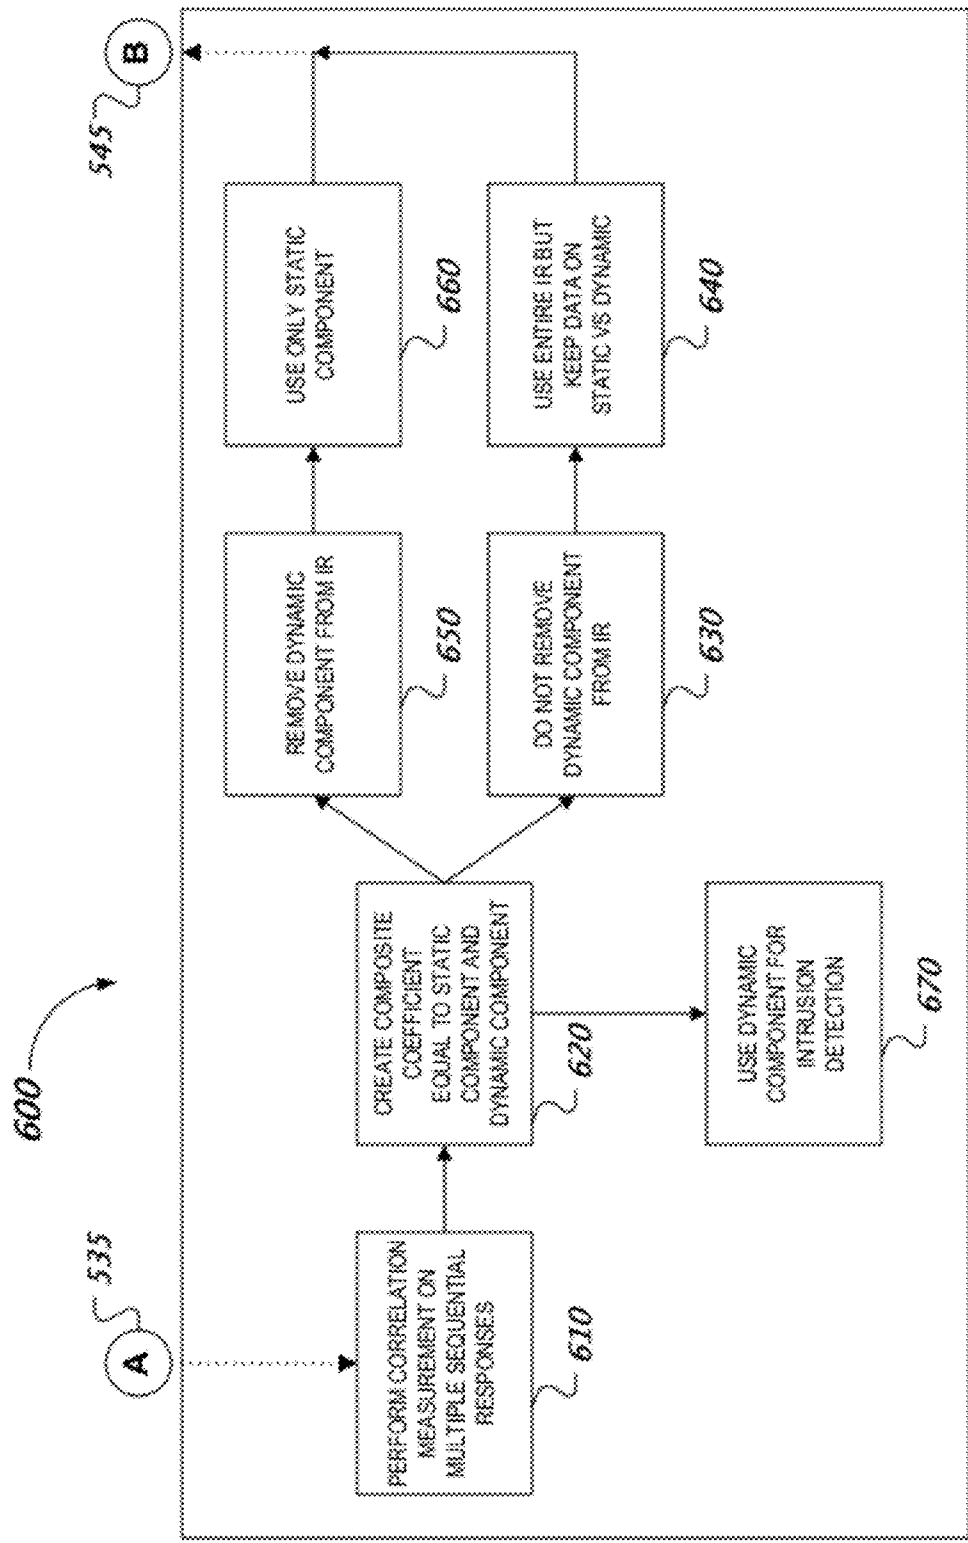 600
A
535
B
545
PERFORM CORRELATION
MEASUREMENT ON
MULTIPLE SEQUENTIAL
RESPONSES
610
CREATE COMPOSITE
COEFFICIENT
EQUAL TO STATIC
COMPONENT AND
DYNAMIC COMPONENT
620
REMOVE DYNAMIC
COMPONENT FROM IR
650
USE ONLY STATIC
COMPONENT
660
DO NOT REMOVE
DYNAMIC COMPONENT
FROM IR
630
USE ENTIRE IR BUT
KEEP DATA ON
STATIC VS DYNAMIC
640
USE DYNAMIC
COMPONENT FOR
INTRUSION
DETECTION
670